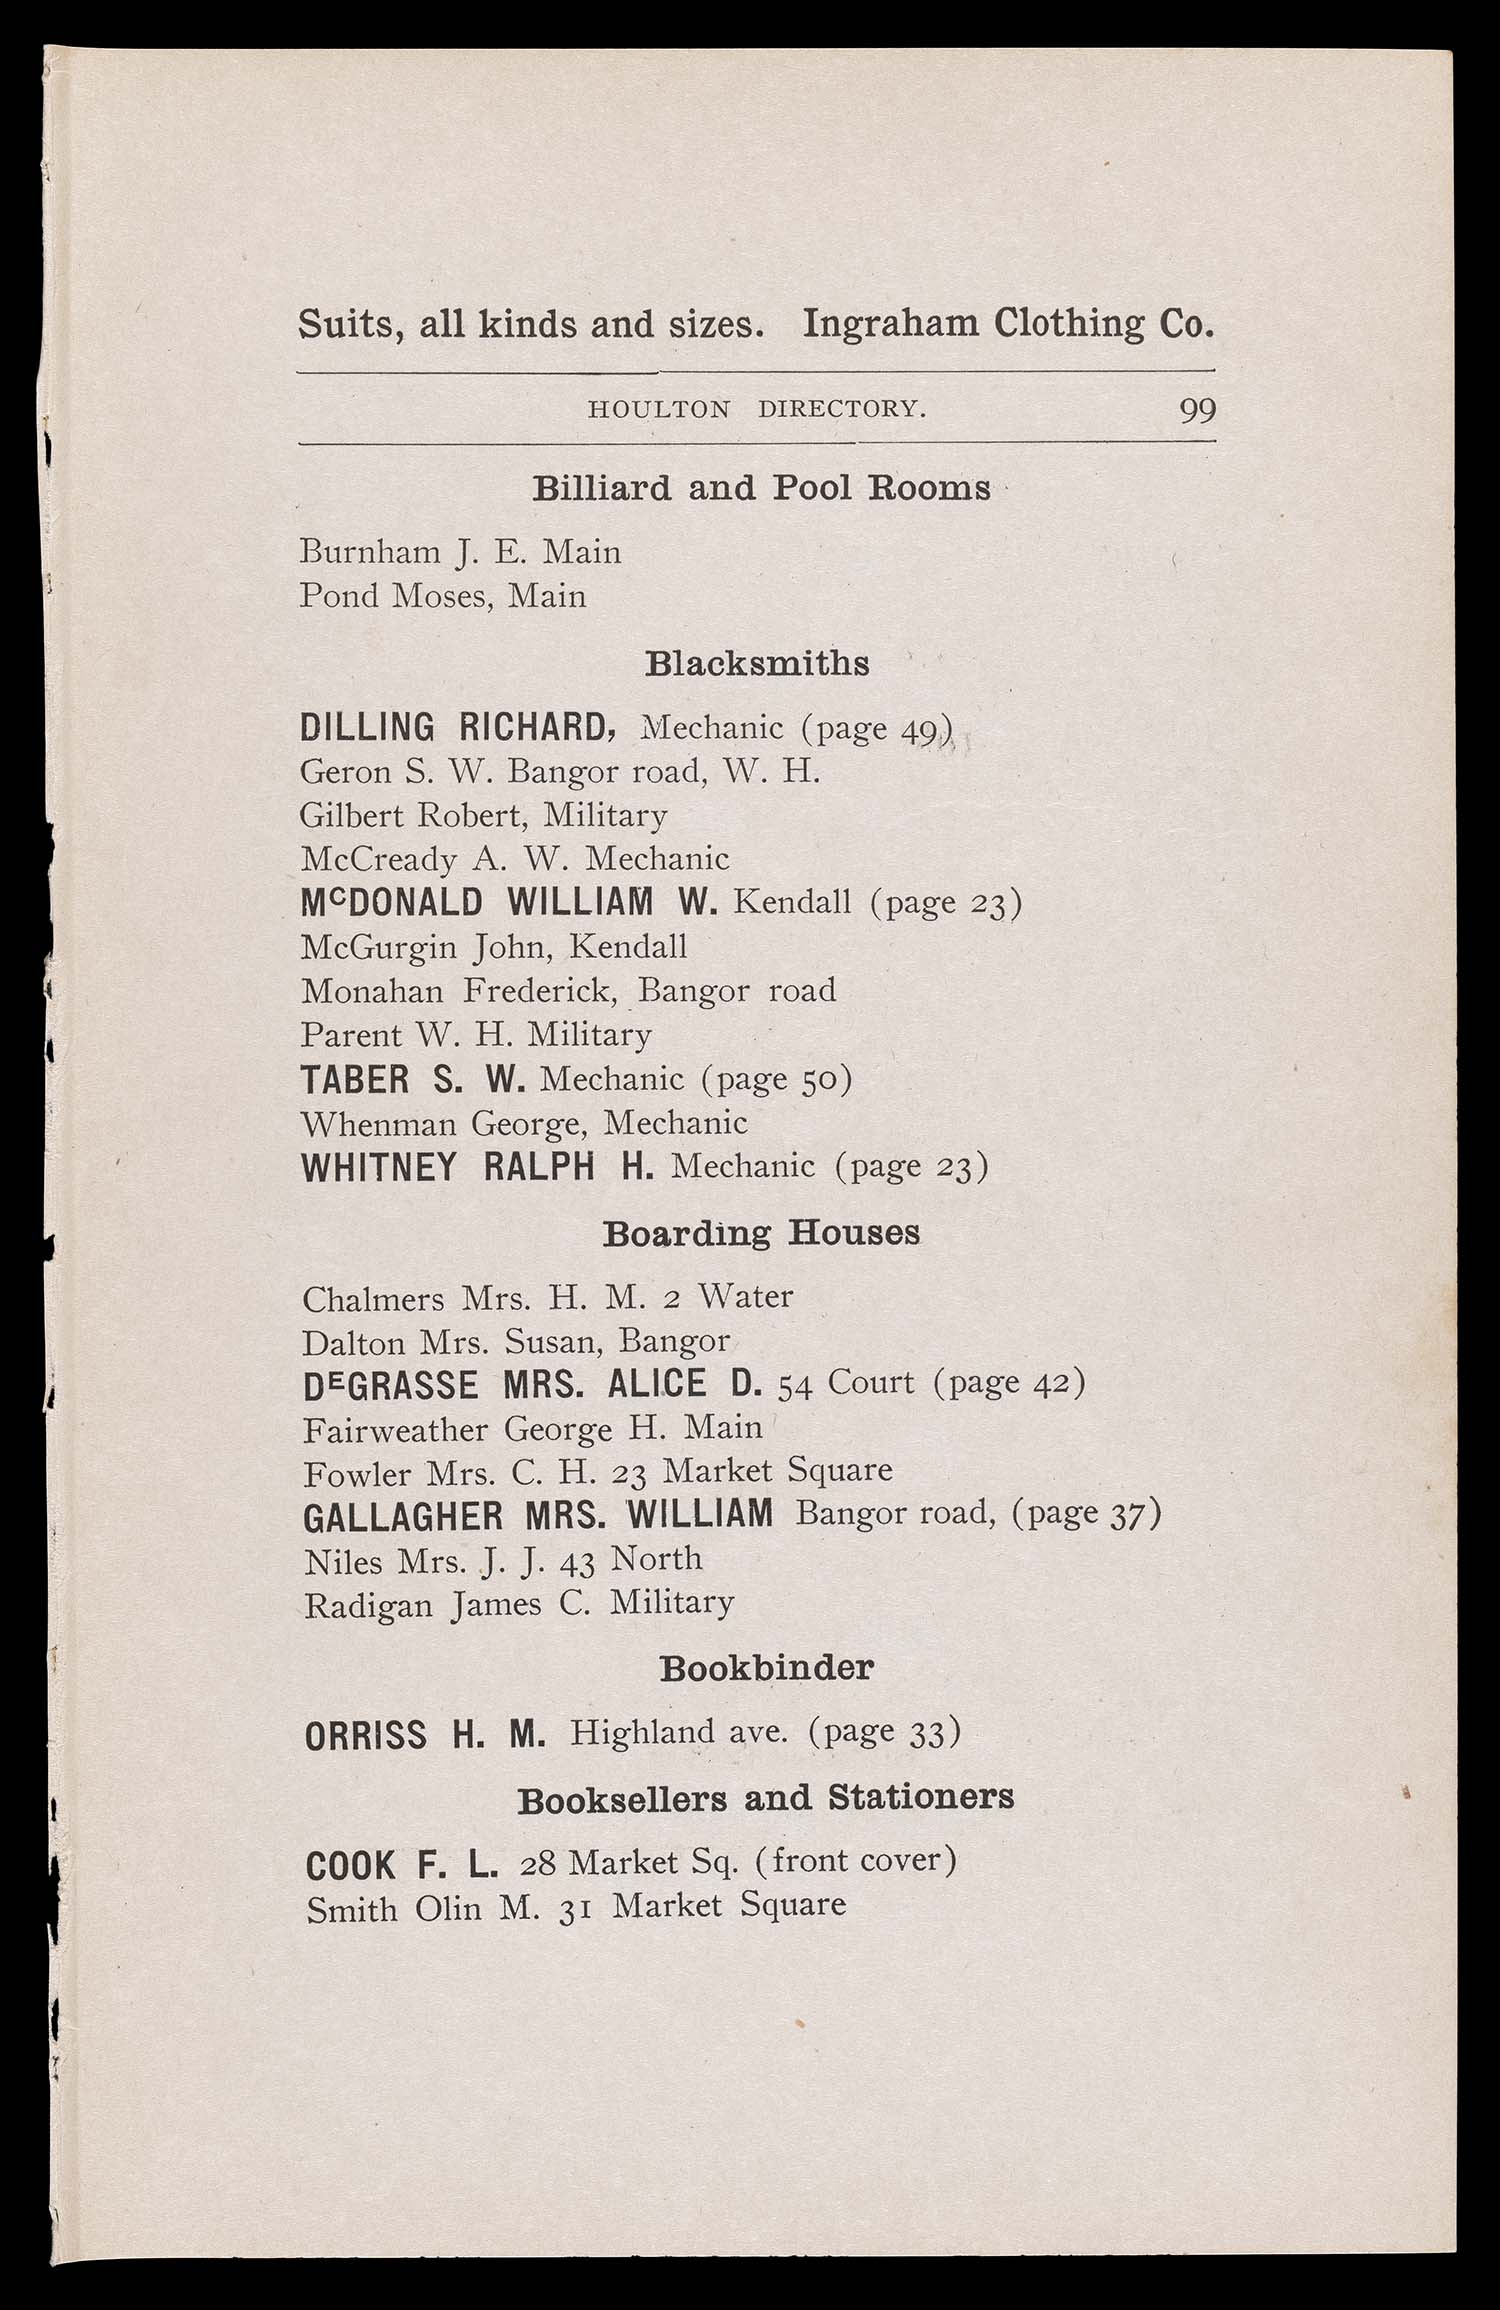 Suits, all kinds and sizes. Ingraham Clothing Co.
HOULTON DIRECTORY. 99
Billiard and Pool Rooms
Burnham J. E. Main
Pond Moses, Main
Blacksmiths
DILLING RICHARD, Mechanic (page 49)
Geron S. W. Bangor road, W. H.
Gilbert Robert, Military
McCready A. W. Mechanic
McDONALD WILLIAM W. Kendall (page 23)
McGurgin John, Kendall
Monahan Frederick, Bangor road
Parent W. H. Military
TABER S. W. Mechanic (page 50)
Whenman George, Mechanic
WHITNEY RALPH H. Mechanic (page 23)
Boarding Houses
Chalmers Mrs. H. M. 2 Water
Dalton Mrs. Susan, Bangor
DEGRASSE MRS. ALICE D. 54 Court (page 42)
Fairweather George H. Main
Fowler Mrs. C. H. 23 Market Square
GALLAGHER MRS. WILLIAM Bangor road, (page 37)
Niles Mrs. J. J. 43 North
Radigan James C. Military
Bookbinder
ORRISS H. M. Highland ave. (page 33)
Booksellers and Stationers
COOK F. L. 28 Market Sq. (front cover)
Smith Olin M. 31 Market Square